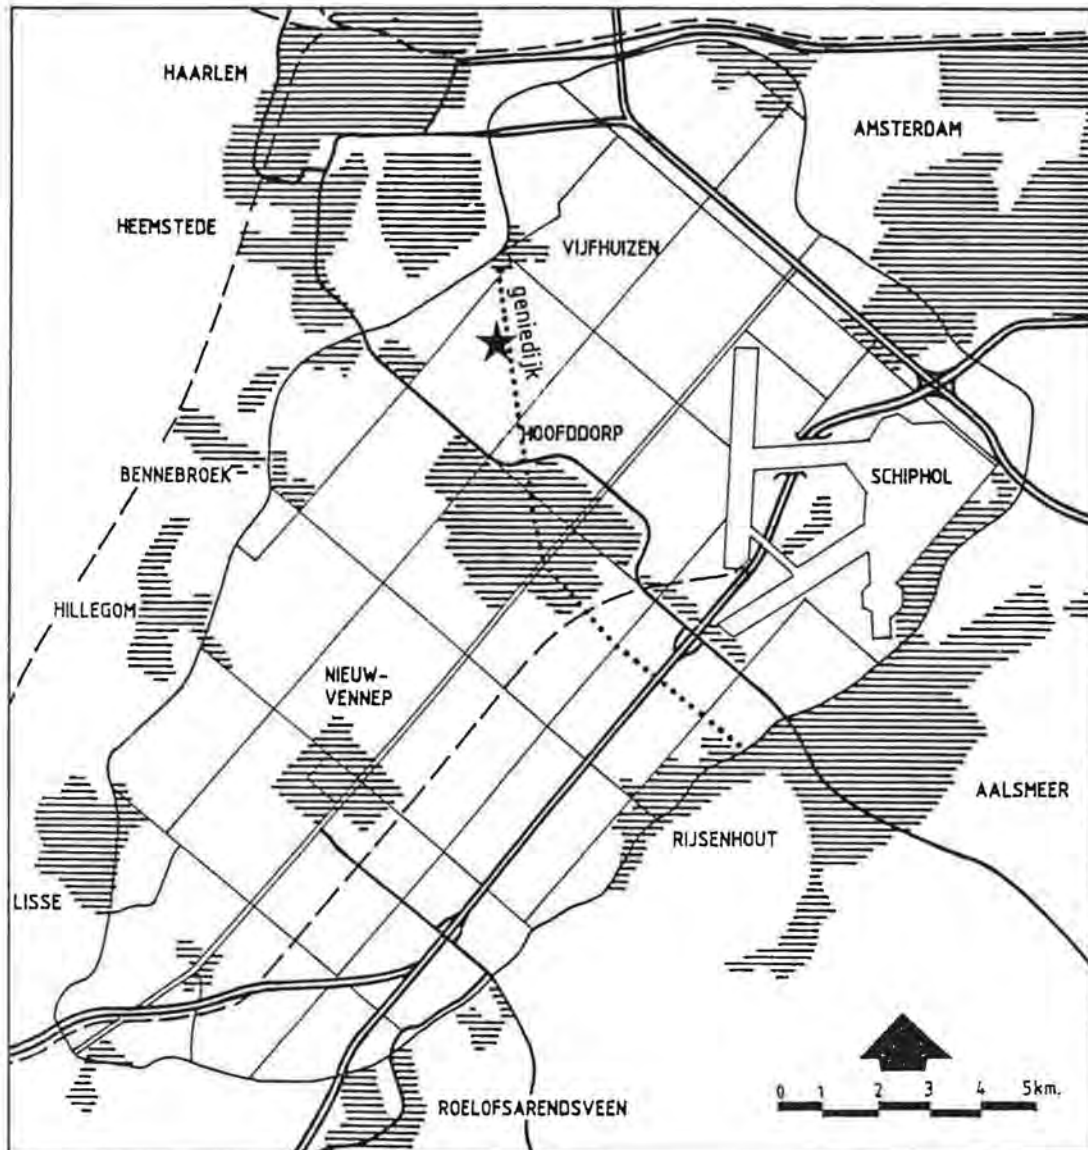 HAARLEM
AMSTERDAM
HEEMSTEDE
VIJFHUIZEN
geniedijk
HOOFDDORP
BENNEBROEK
SCHIPHOL
HILLEGOM
NIEUW-
VENNEP
AALSMEER
RIJSENHOUT
LISSE
ROELOFSARENDSVEEN
0 1 2 3 4 5km.